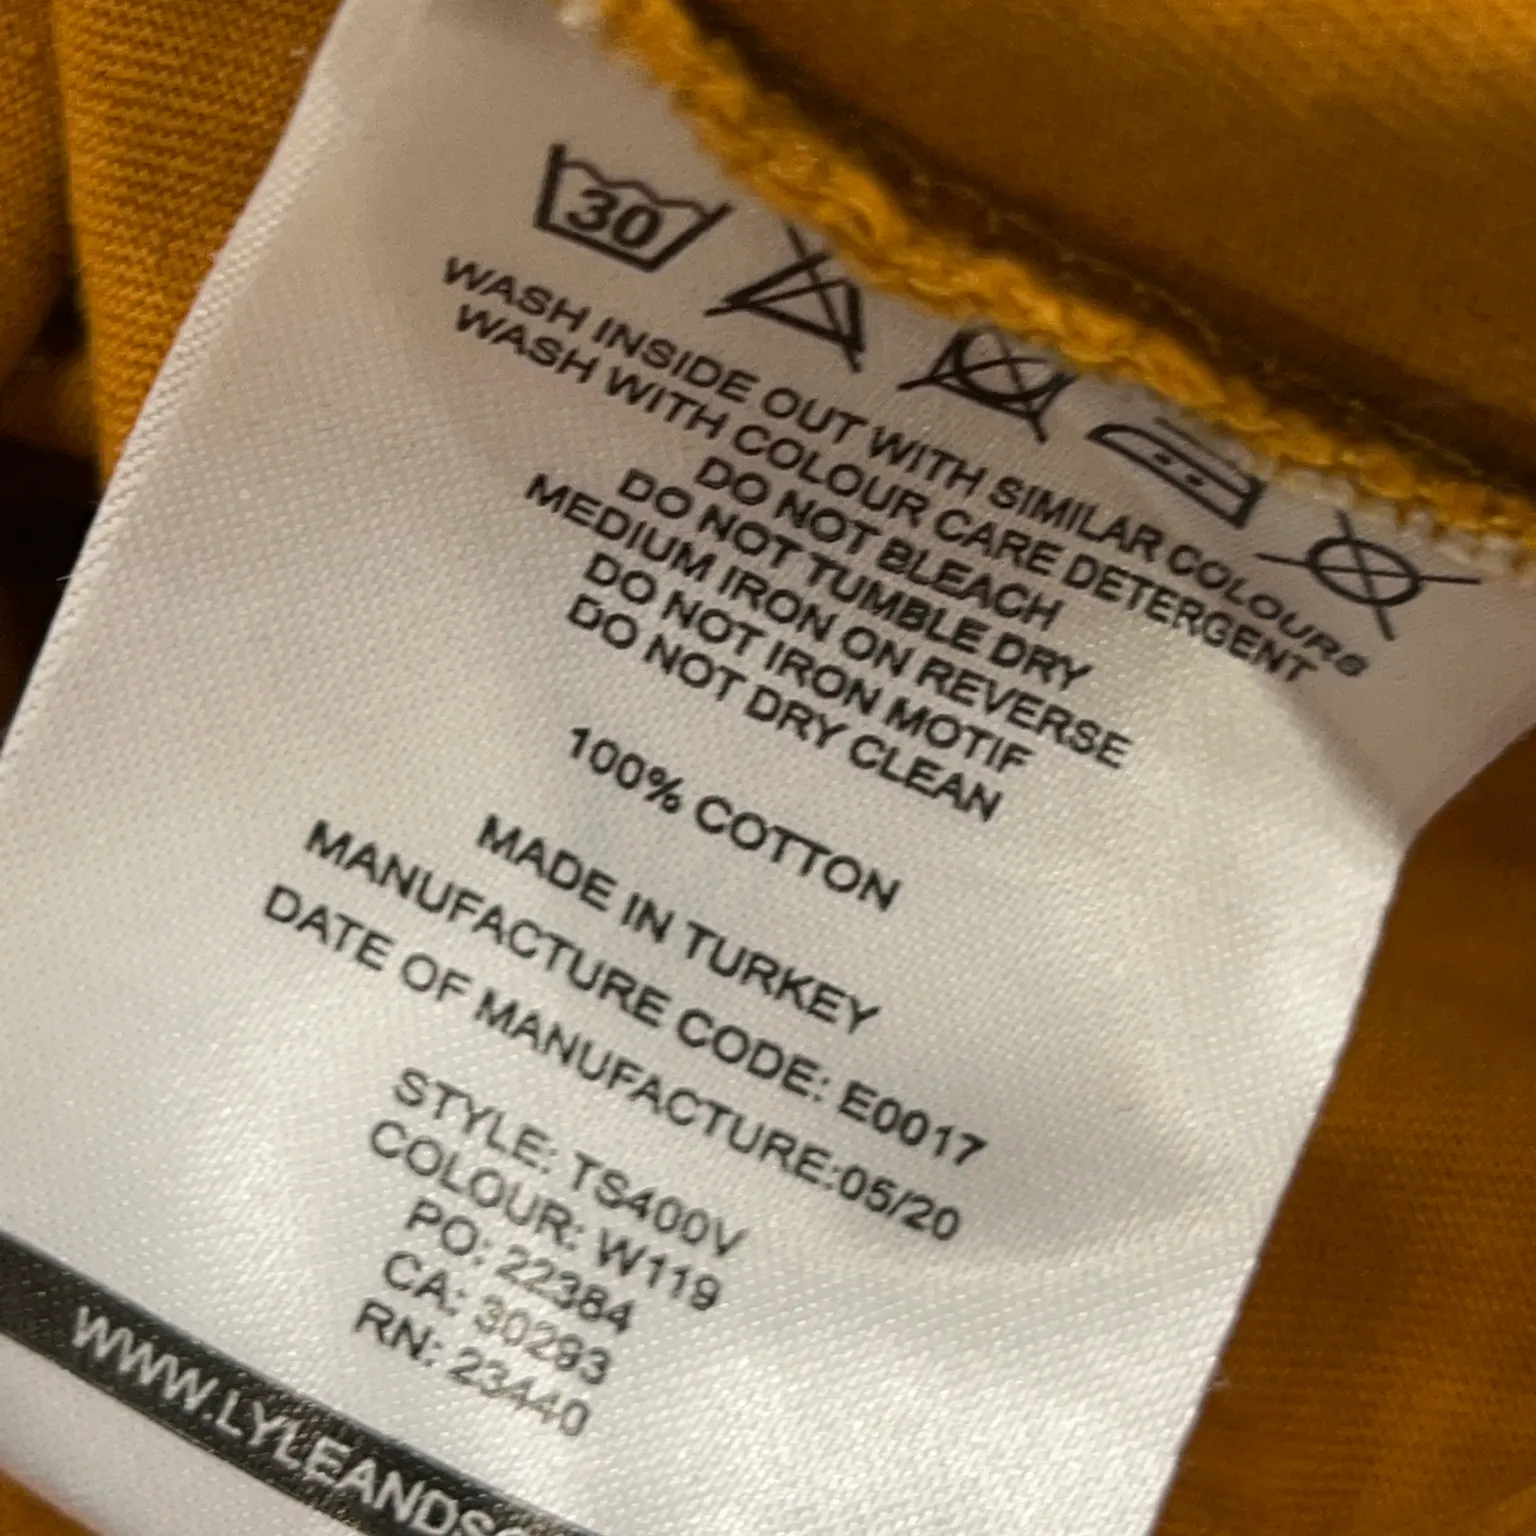 30
WASH INSIDE OUT WITH SIMILAR COLOURS
WASH WITH COLOUR CARE DETERGENT
DO NOT BLEACH
DO NOT TUMBLE DRY
MEDIUM IRON ON REVERSE
DO NOT IRON MOTIF
DO NOT DRY CLEAN
100% COTTON
MADE IN TURKEY
MANUFACTURE CODE: E0017
DATE OF MANUFACTURE:05/20
STYLE: TS400V
COLOUR: W119
PO: 22384
CA: 30293
RN: 23440
WWW.LYLEANDS